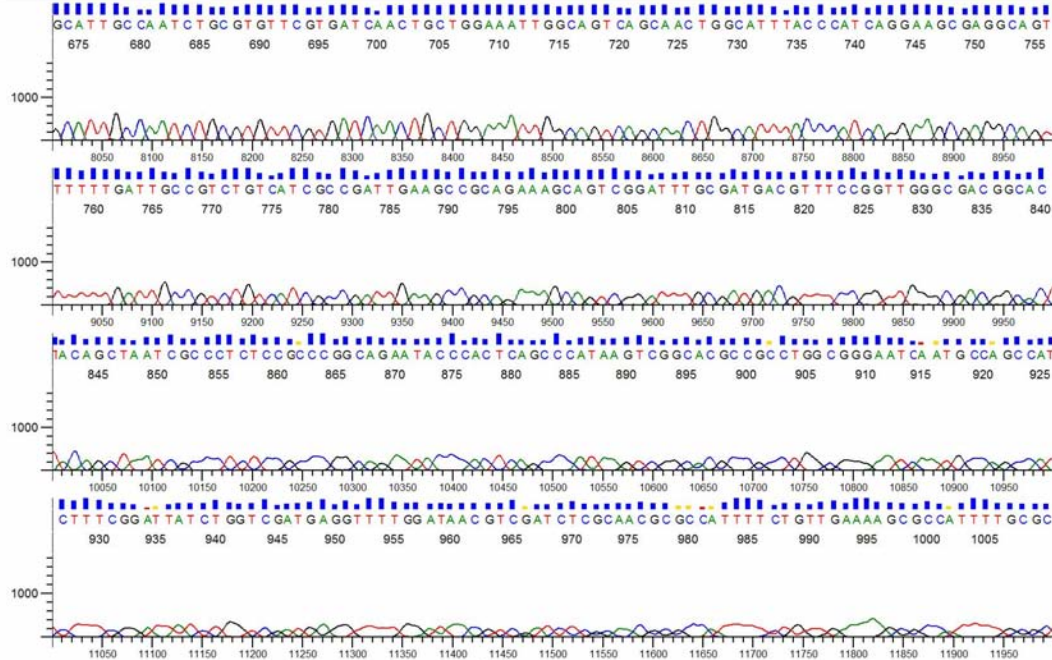 GCATTGCCAATCTGCGTGTTCGTGATCAACTGCTGGAAATTGGCAGTCAGCAACTGGCATTTACCCATCAGGAAGCGAGGCAGT
675 680 685 690 695 700 705 710 715 720 725 730 735 740 745 750 755
1000
8050 8100 8150 8200 8250 8300 8350 8400 8450 8500 8550 8600 8650 8700 8750 8800 8850 8900 8950
TTTTTGATTGCCGTCTGTCATCGCCGATTGAAGCCGCAGAAAGCAGTCGGATTTGCGATGACGTTTCCGGTTGGGCGACGGCAC
760 765 770 775 780 785 790 795 800 805 810 815 820 825 830 835 840
1000
9050 9100 9150 9200 9250 9300 9350 9400 9450 9500 9550 9600 9650 9700 9750 9800 9850 9900 9950
TACAGCTAATCGCCCTCTCCGCCCGGCAGAATACCCACTCAGCCCATAAGTCGGCACGCCGCCTGGCGGGAATCAATGCCAGCCAT
845 850 855 860 865 870 875 880 885 890 895 900 905 910 915 920 925
1000
10050 10100 10150 10200 10250 10300 10350 10400 10450 10500 10550 10600 10650 10700 10750 10800 10850 10900 10950
CTTTCGGATTATCTGGTCGATGAGGTTTTGGATAACGTCGATCTCGCAACGCGCCATTTTCTGTTGAAAAGCGCCATTTTGCGC
930 935 940 945 950 955 960 965 970 975 980 985 990 995 1000 1005
1000
11050 11100 11150 11200 11250 11300 11350 11400 11450 11500 11550 11600 11650 11700 11750 11800 11850 11900 11950